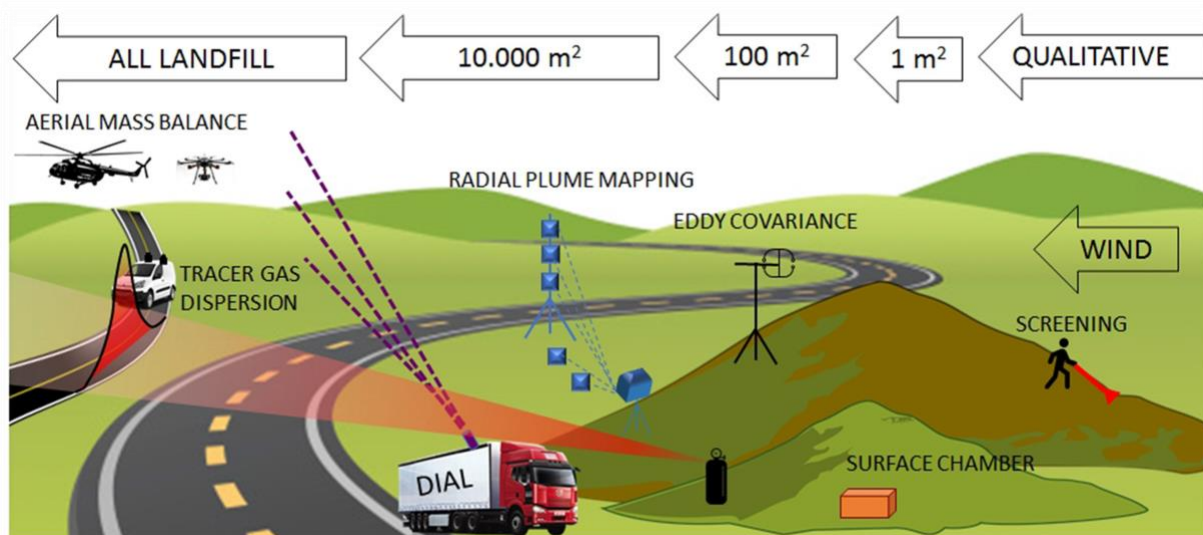 ALL LANDFILL
10.000 m²
100 m²
1 m²
QUALITATIVE
AERIAL MASS BALANCE
RADIAL PLUME MAPPING
EDDY COVARIANCE
WIND
TRACER GAS
DISPERSION
SCREENING
SURFACE CHAMBER
DIAL